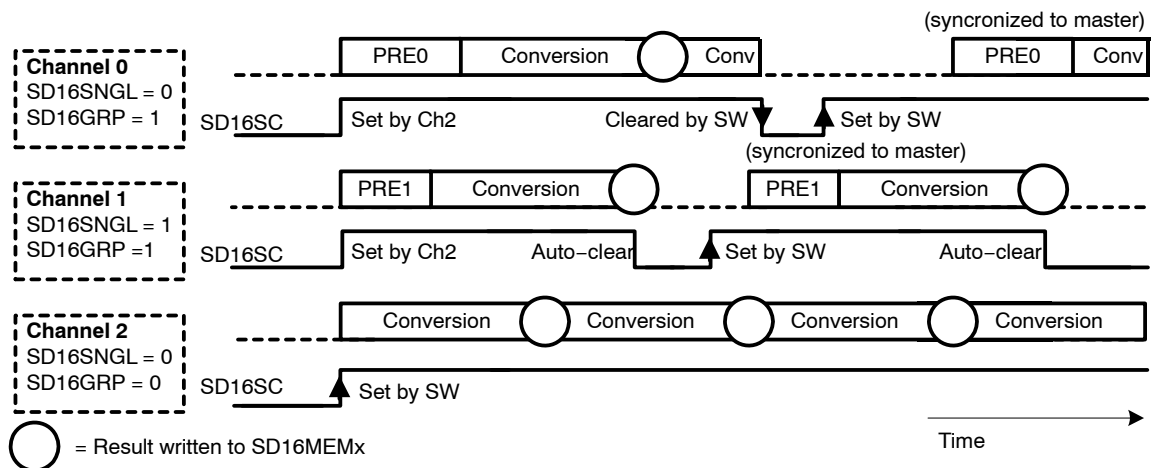 (syncronized to master)
Channel 0
SD16SNGL = 0
SD16GRP = 1
PRE0 Conversion Conv PRE0 Conv
SD16SC Set by Ch2 Cleared by SW Set by SW
(syncronized to master)
Channel 1
SD16SNGL = 1
SD16GRP =1
PRE1 Conversion PRE1 Conversion
SD16SC Set by Ch2 Auto−clear Set by SW Auto−clear
Channel 2
SD16SNGL = 0
SD16GRP = 0
Conversion Conversion Conversion Conversion
SD16SC Set by SW
= Result written to SD16MEMx
Time